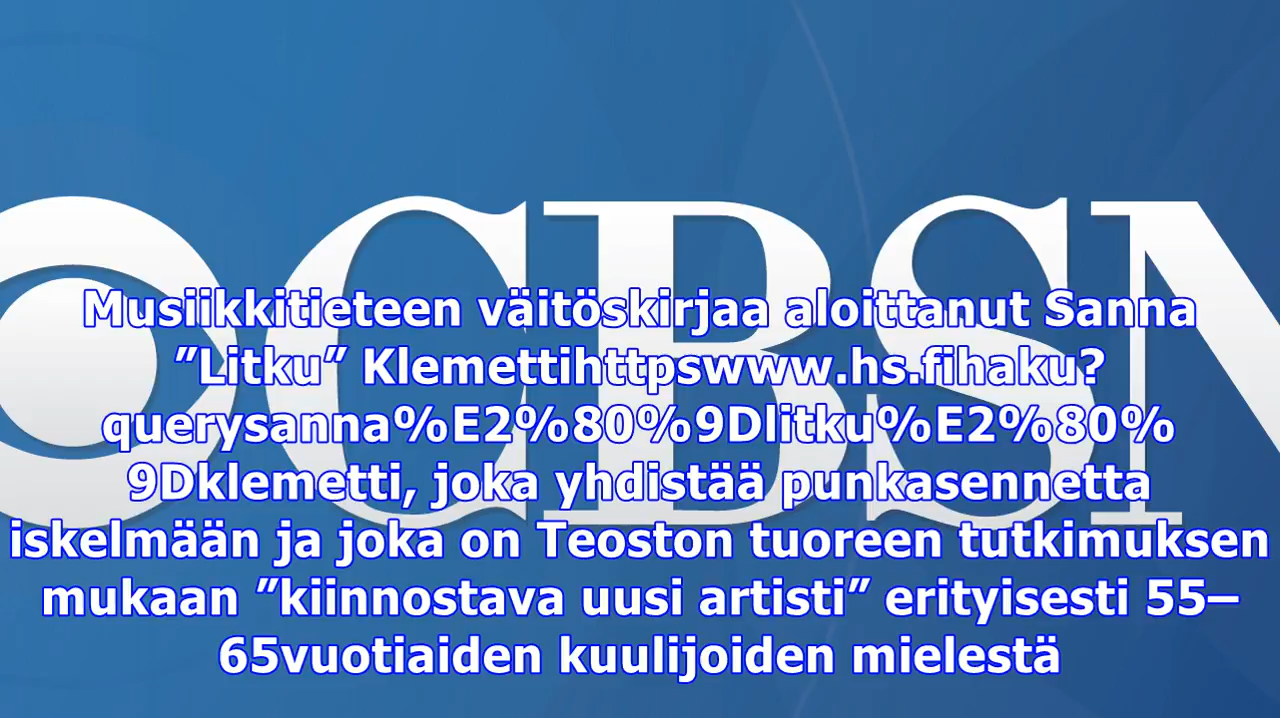 CBSN
Musiikkitieteen väitöskirjaa aloittanut Sanna
”Litku” Klemettihttpswww.hs.fihaku?
querysanna%E2%80%9Dlitku%E2%80%
9Dklemetti, joka yhdistää punkasennetta
iskelmään ja joka on Teoston tuoreen tutkimuksen
mukaan ”kiinnostava uusi artisti” erityisesti 55–
65vuotiaiden kuulijoiden mielestä